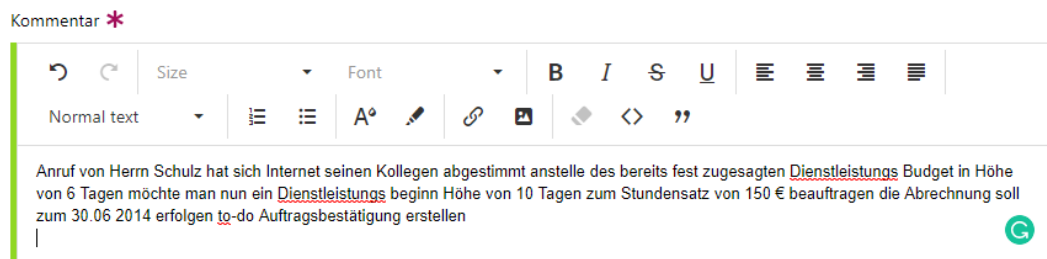 Kommentar *
Size Font B I S U
Normal text
Anruf von Herrn Schulz hat sich Internet seinen Kollegen abgestimmt anstelle des bereits fest zugesagten Dienstleistungs Budget in Höhe
von 6 Tagen möchte man nun ein Dienstleistungs beginn Höhe von 10 Tagen zum Stundensatz von 150 € beauftragen die Abrechnung soll
zum 30.06 2014 erfolgen to-do Auftragsbestätigung erstellen